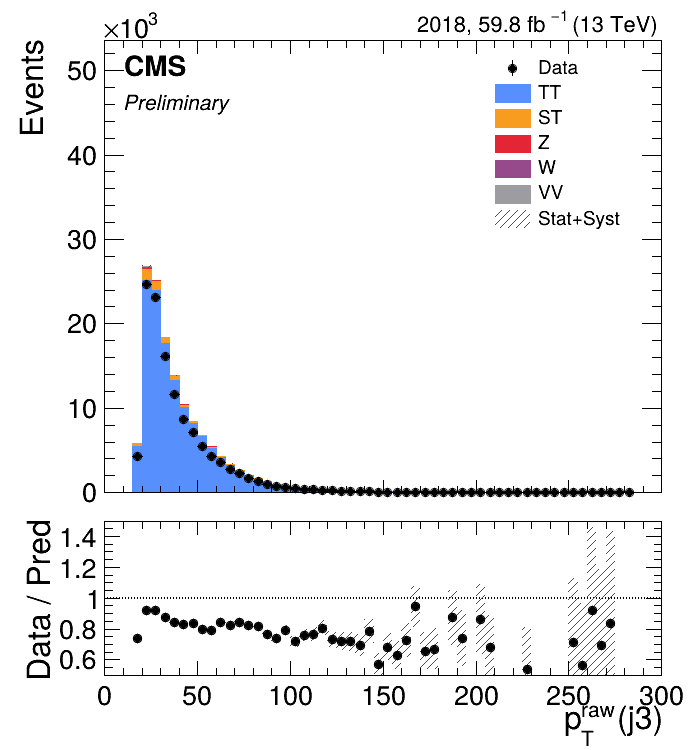 ×10³
2018, 59.8 fb⁻¹ (13 TeV)
Events
50
40
30
20
10
0
CMS
Preliminary
Data
TT
ST
Z
W
VV
Stat+Syst
Data / Pred
1.4
1.2
1
0.8
0.6
0 50 100 150 200 250 300
p_T^raw(j3)